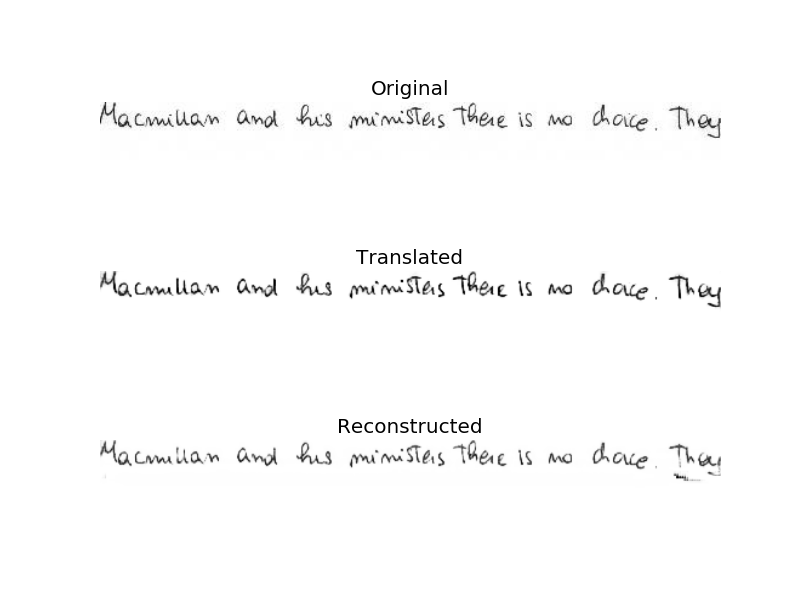 Original
Macmillan and his ministers There is no choice. They
Translated
Macmillan and his ministers There is no choice. They
Reconstructed
Macmillan and his ministers There is no choice. They